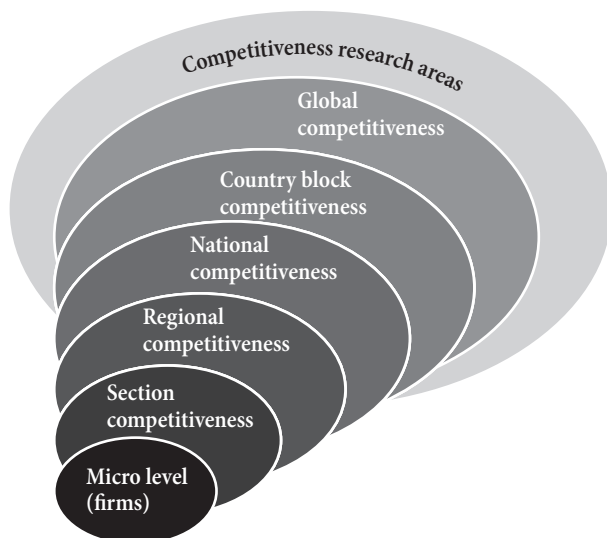 Competitiveness research areas
Global
competitiveness
Country block
competitiveness
National
competitiveness
Regional
competitiveness
Section
competitiveness
Micro level
(firms)